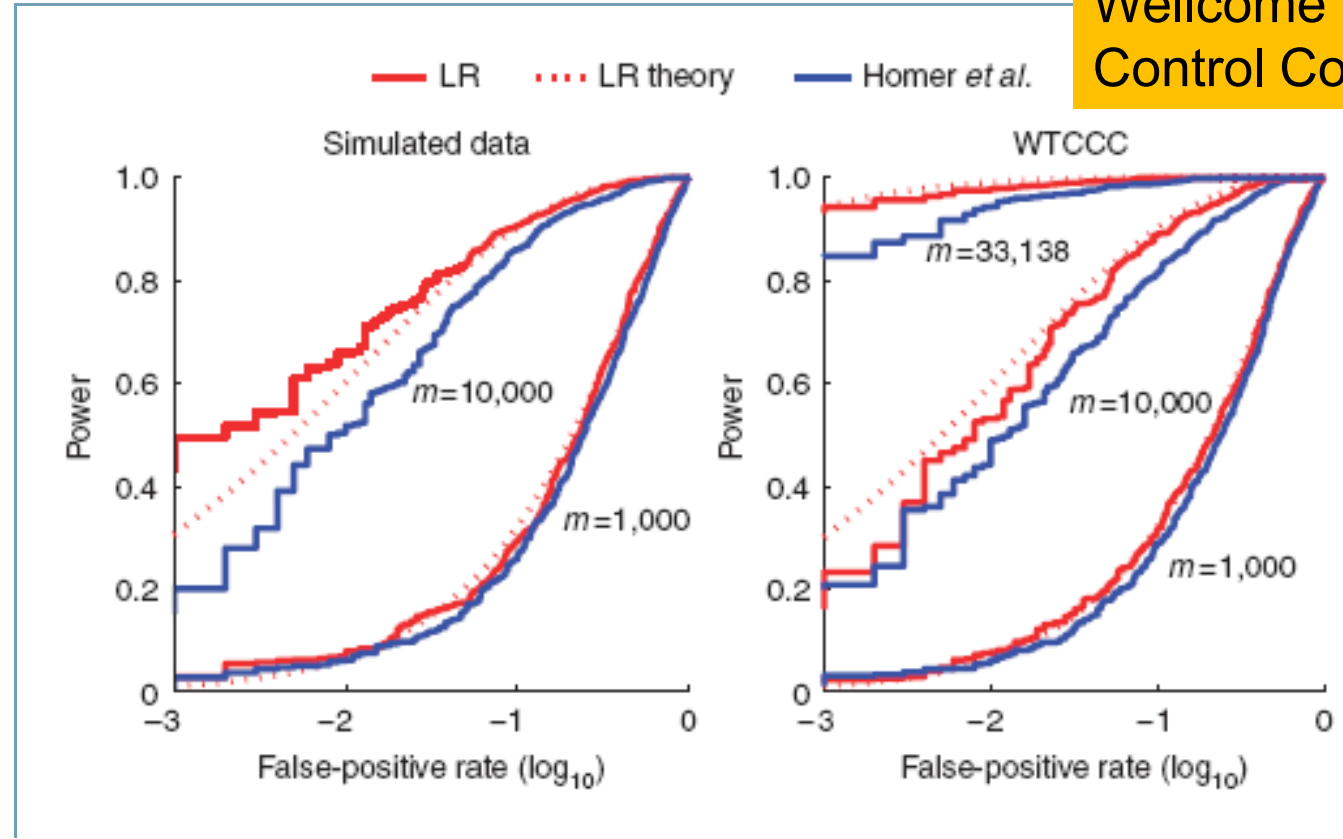 Wellcome
Control Co
LR LR theory Homer et al.
Simulated data
1.0
0.8
0.6
0.4
0.2
0
Power
m=10,000
m=1,000
−3 −2 −1 0
False-positive rate (log10)
WTCCC
1.0
0.8
0.6
0.4
0.2
0
Power
m=33,138
m=10,000
m=1,000
−3 −2 −1 0
False-positive rate (log10)